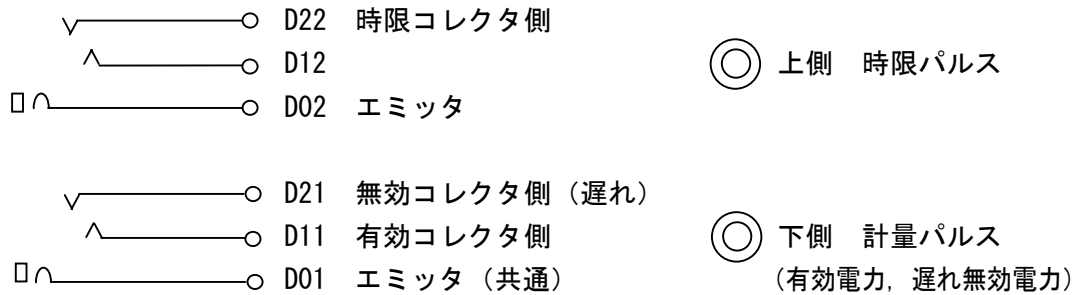 D22 時限コレクタ側
D12
上側 時限パルス
D02 エミッタ
D21 無効コレクタ側（遅れ）
D11 有効コレクタ側
下側 計量パルス
D01 エミッタ（共通）
（有効電力，遅れ無効電力）